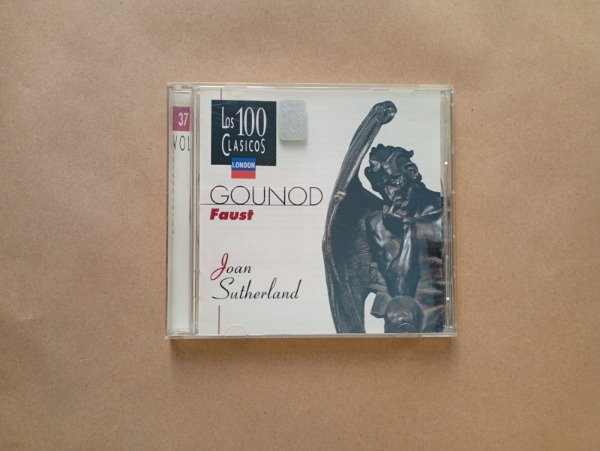 37
VOL
Los 100
CLASICOS
LONDON
GOUNOD
Faust
Joan
Sutherland